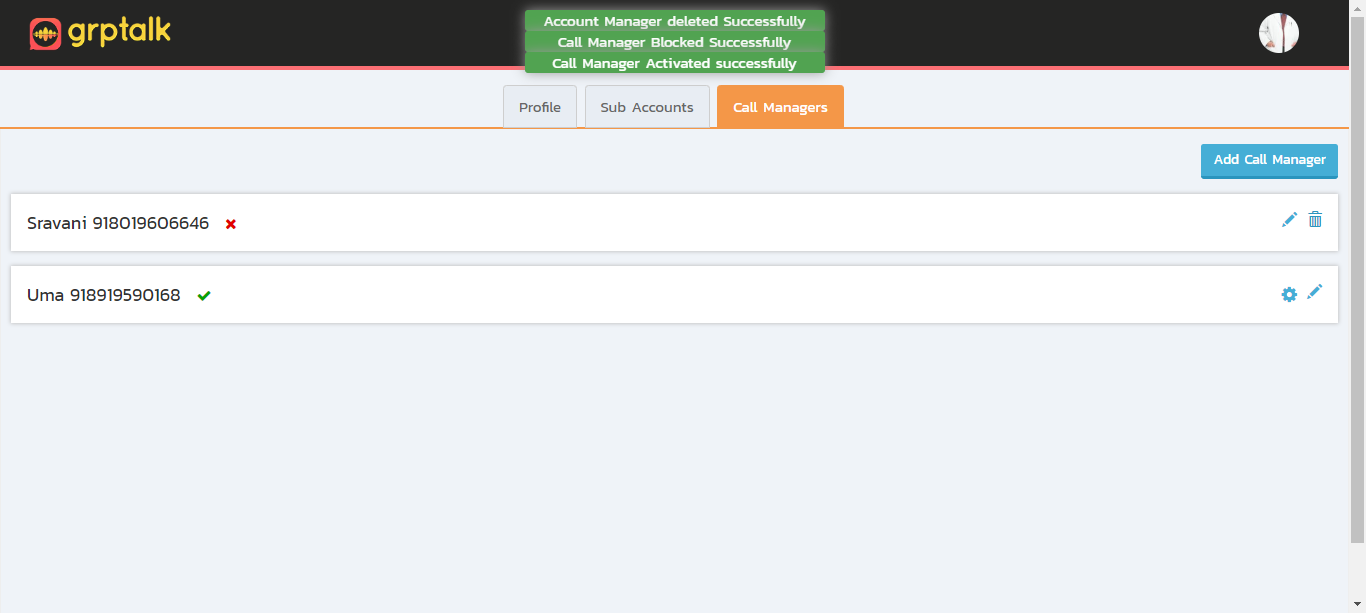 grptalk
Account Manager deleted Successfully
Call Manager Blocked Successfully
Call Manager Activated successfully
Profile
Sub Accounts
Call Managers
Add Call Manager
Sravani 918019606646
Uma 918919590168